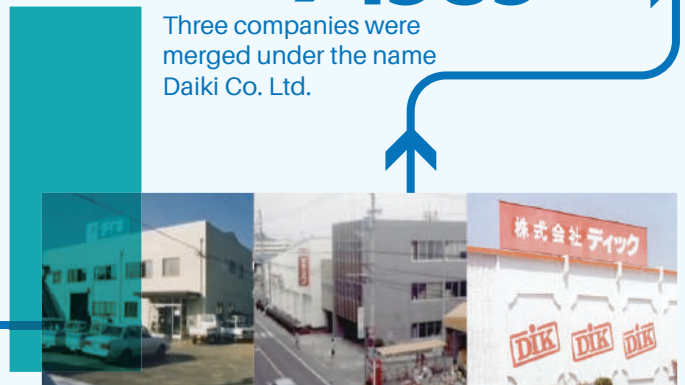 Three companies were
merged under the name
Daiki Co. Ltd.
株式会社ディック
DiK
DiK
DiK